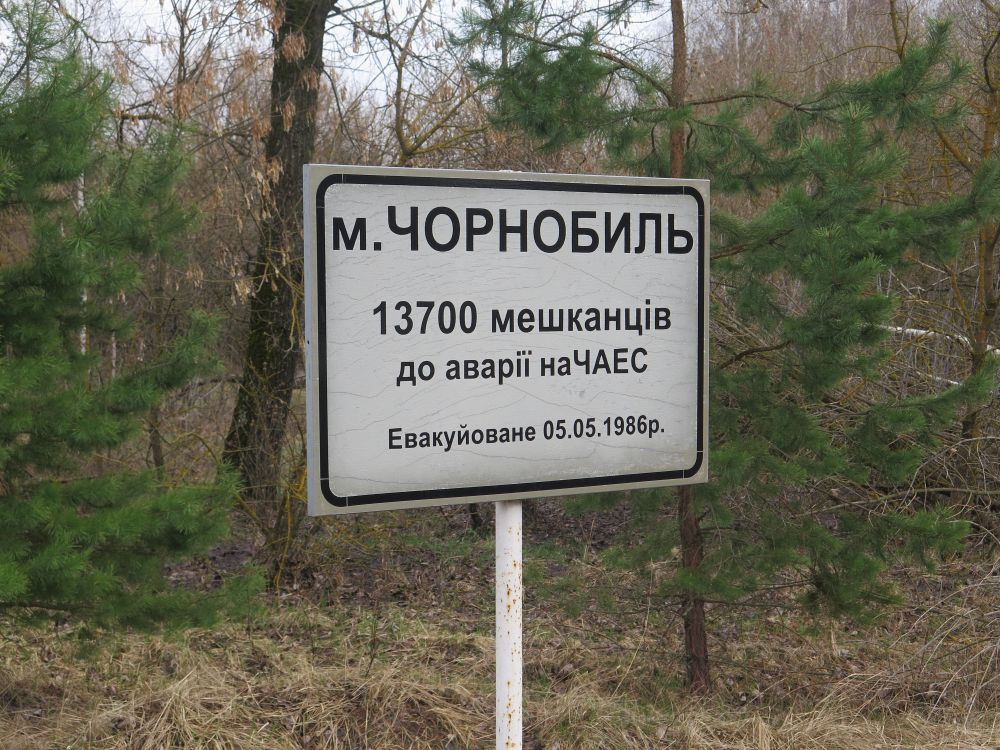 м.ЧОРНОБИЛЬ
13700 мешканців
до аварії наЧАЕС
Евакуйоване 05.05.1986р.